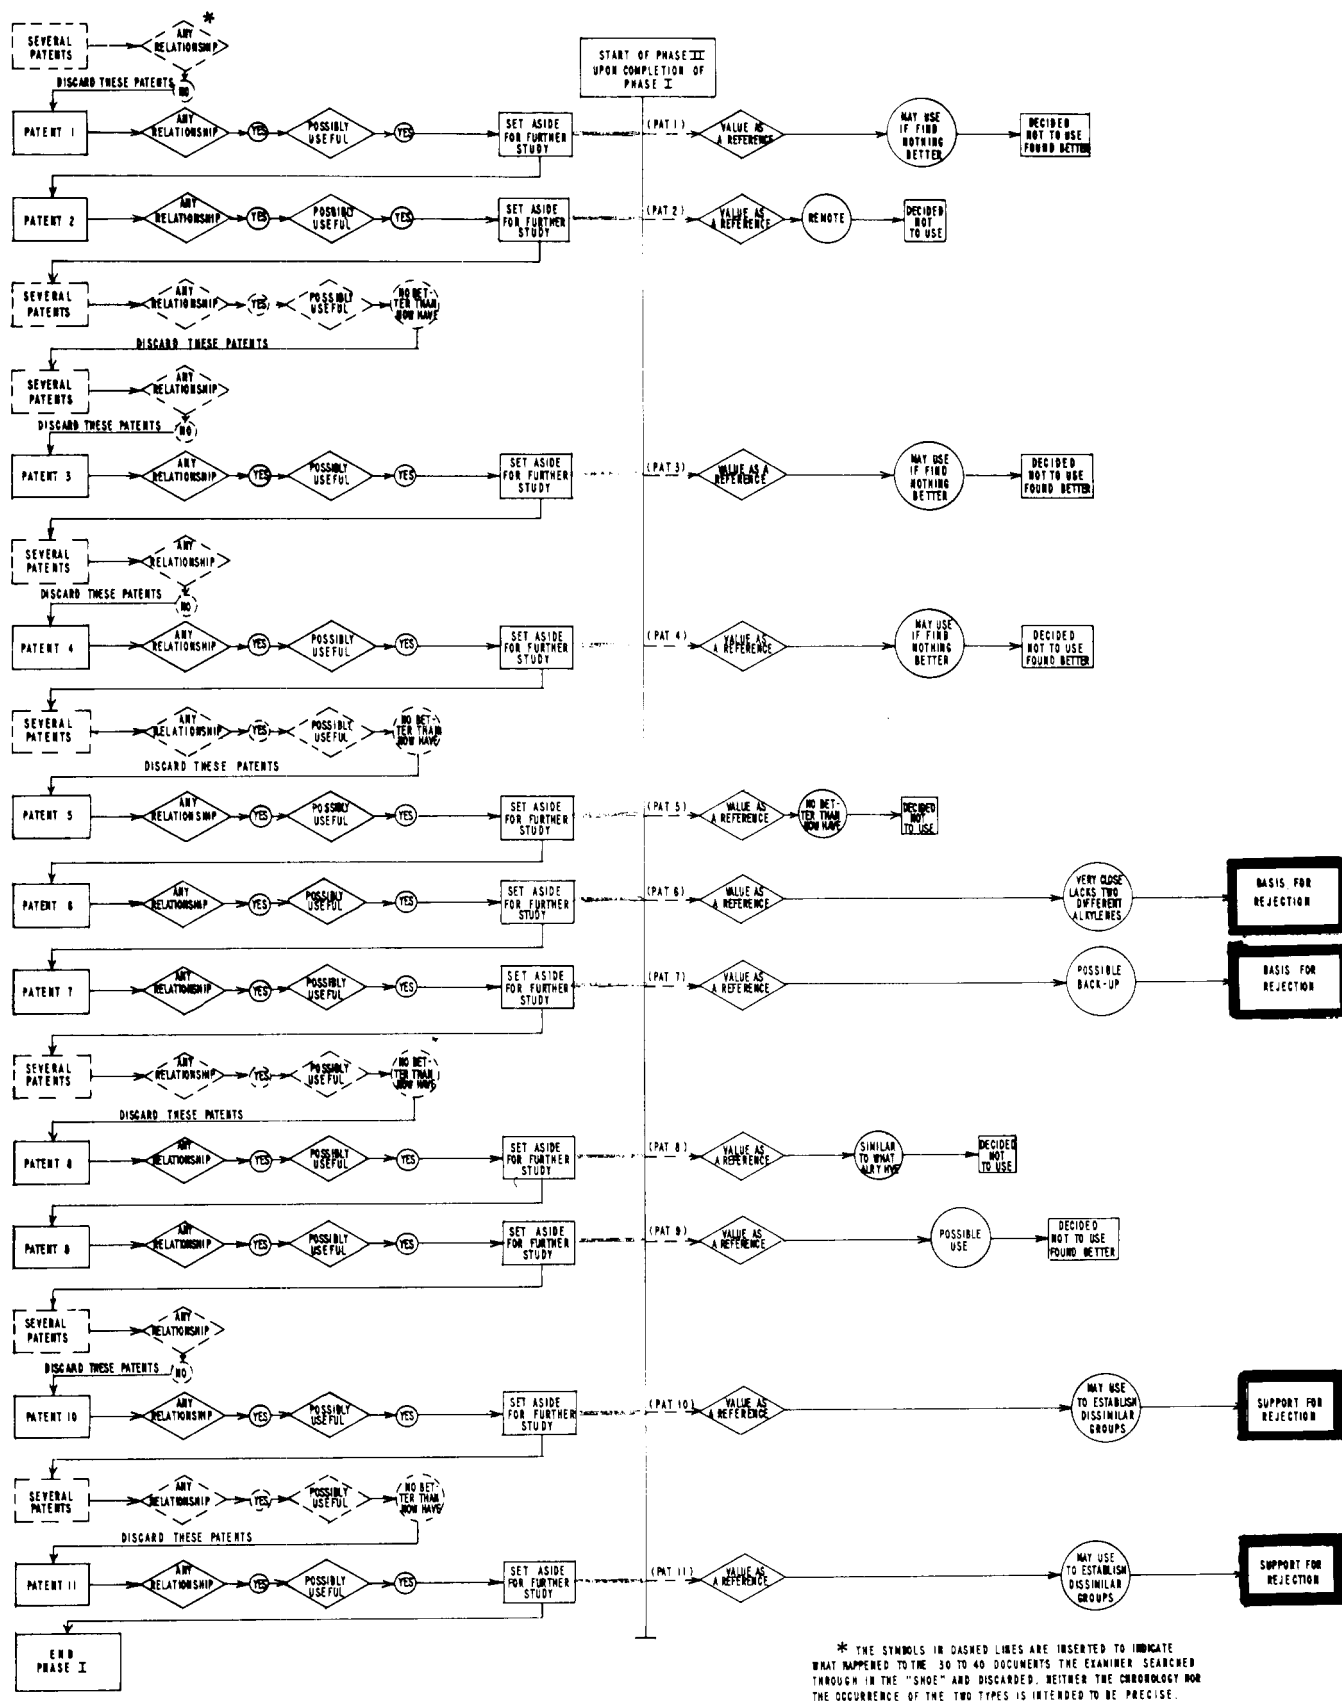 *
SEVERAL
PATENTS
ANY
RELATIONSHIP
DISCARD THESE PATENTS
NO
START OF PHASE II
UPON COMPLETION OF
PHASE I
PATENT 1
ANY
RELATIONSHIP
YES
POSSIBLY
USEFUL
YES
SET ASIDE
FOR FURTHER
STUDY
(PAT 1)
VALUE AS
A REFERENCE
MAY USE
IF FIND
NOTHING
BETTER
DECIDED
NOT TO USE
FOUND BETTER
PATENT 2
ANY
RELATIONSHIP
YES
POSSIBLY
USEFUL
YES
SET ASIDE
FOR FURTHER
STUDY
(PAT 2)
VALUE AS
A REFERENCE
REMOTE
DECIDED
NOT
TO USE
SEVERAL
PATENTS
ANY
RELATIONSHIP
YES
POSSIBLY
USEFUL
NO BET-
TER THAN
NOW HAVE
DISCARD THESE PATENTS
SEVERAL
PATENTS
ANY
RELATIONSHIP
DISCARD THESE PATENTS
NO
PATENT 3
ANY
RELATIONSHIP
YES
POSSIBLY
USEFUL
YES
SET ASIDE
FOR FURTHER
STUDY
(PAT 3)
VALUE AS A
REFERENCE
MAY USE
IF FIND
NOTHING
BETTER
DECIDED
NOT TO USE
FOUND BETTER
SEVERAL
PATENTS
ANY
RELATIONSHIP
DISCARD THESE PATENTS
NO
PATENT 4
ANY
RELATIONSHIP
YES
POSSIBLY
USEFUL
YES
SET ASIDE
FOR FURTHER
STUDY
(PAT 4)
VALUE AS
A REFERENCE
MAY USE
IF FIND
NOTHING
BETTER
DECIDED
NOT TO USE
FOUND BETTER
SEVERAL
PATENTS
ANY
RELATIONSHIP
YES
POSSIBLY
USEFUL
NO BET-
TER THAN
NOW HAVE
DISCARD THESE PATENTS
PATENT 5
ANY
RELATIONSHIP
YES
POSSIBLY
USEFUL
YES
SET ASIDE
FOR FURTHER
STUDY
(PAT 5)
VALUE AS
A REFERENCE
NO BET-
TER THAN
NOW HAVE
DECIDED
NOT
TO USE
PATENT 6
ANY
RELATIONSHIP
YES
POSSIBLY
USEFUL
YES
SET ASIDE
FOR FURTHER
STUDY
(PAT 6)
VALUE AS
A REFERENCE
VERY CLOSE
LACKS TWO
DIFFERENT
ALKYLENES
BASIS FOR
REJECTION
PATENT 7
ANY
RELATIONSHIP
YES
POSSIBLY
USEFUL
YES
SET ASIDE
FOR FURTHER
STUDY
(PAT 7)
VALUE AS
A REFERENCE
POSSIBLE
BACK-UP
BASIS FOR
REJECTION
SEVERAL
PATENTS
ANY
RELATIONSHIP
YES
POSSIBLY
USEFUL
NO BET-
TER THAN
NOW HAVE
DISCARD THESE PATENTS
PATENT 8
ANY
RELATIONSHIP
YES
POSSIBLY
USEFUL
YES
SET ASIDE
FOR FURTHER
STUDY
(PAT 8)
VALUE AS
A REFERENCE
SIMILAR
TO WHAT
ALRY HVE
DECIDED
NOT
TO USE
PATENT 9
ANY
RELATIONSHIP
YES
POSSIBLY
USEFUL
YES
SET ASIDE
FOR FURTHER
STUDY
(PAT 9)
VALUE AS
A REFERENCE
POSSIBLE
USE
DECIDED
NOT TO USE
FOUND BETTER
SEVERAL
PATENTS
ANY
RELATIONSHIP
DISCARD THESE PATENTS
NO
PATENT 10
ANY
RELATIONSHIP
YES
POSSIBLY
USEFUL
YES
SET ASIDE
FOR FURTHER
STUDY
(PAT 10)
VALUE AS
A REFERENCE
MAY USE
TO ESTABLISH
DISSIMILAR
GROUPS
SUPPORT FOR
REJECTION
SEVERAL
PATENTS
ANY
RELATIONSHIP
YES
POSSIBLY
USEFUL
NO BET-
TER THAN
NOW HAVE
DISCARD THESE PATENTS
PATENT 11
ANY
RELATIONSHIP
YES
POSSIBLY
USEFUL
YES
SET ASIDE
FOR FURTHER
STUDY
(PAT 11)
VALUE AS
A REFERENCE
MAY USE
TO ESTABLISH
DISSIMILAR
GROUPS
SUPPORT FOR
REJECTION
END
PHASE I
* THE SYMBOLS IN DASHED LINES ARE INSERTED TO INDICATE
WHAT HAPPENED TO THE 30 TO 40 DOCUMENTS THE EXAMINER SEARCHED
THROUGH IN THE "SHOE" AND DISCARDED. NEITHER THE CHRONOLOGY NOR
THE OCCURRENCE OF THE TWO TYPES IS INTENDED TO BE PRECISE.